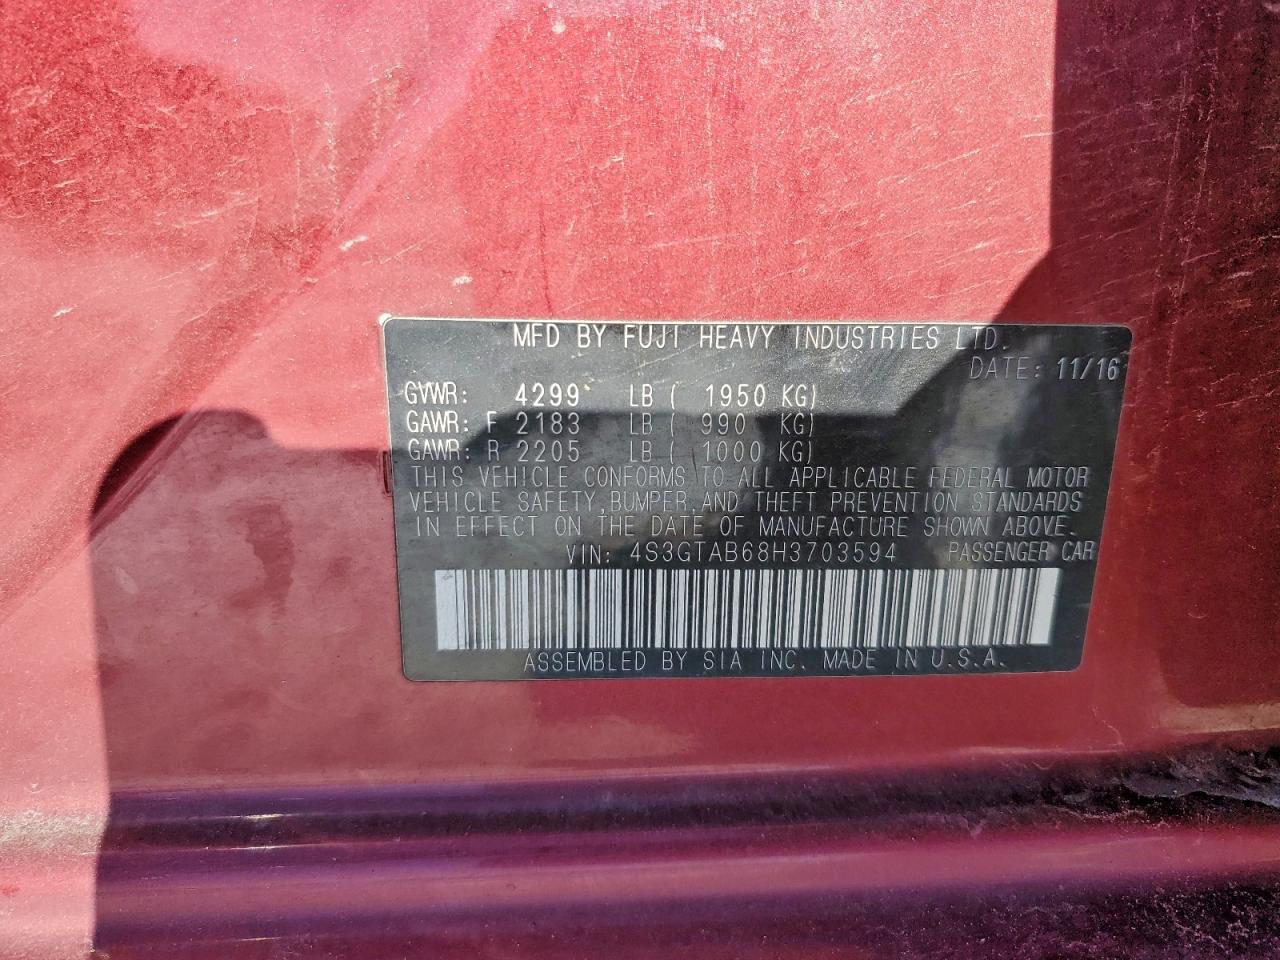 MFD BY FUJI HEAVY INDUSTRIES LTD.
DATE: 11/16
GVWR: 4299 LB ( 1950 KG)
GAWR: F 2183 LB ( 990 KG)
GAWR: R 2205 LB ( 1000 KG)
THIS VEHICLE CONFORMS TO ALL APPLICABLE FEDERAL MOTOR
VEHICLE SAFETY, BUMPER, AND THEFT PREVENTION STANDARDS
IN EFFECT ON THE DATE OF MANUFACTURE SHOWN ABOVE.
VIN: 4S3GTAB68H3703594 PASSENGER CAR
ASSEMBLED BY SIA INC. MADE IN U.S.A.